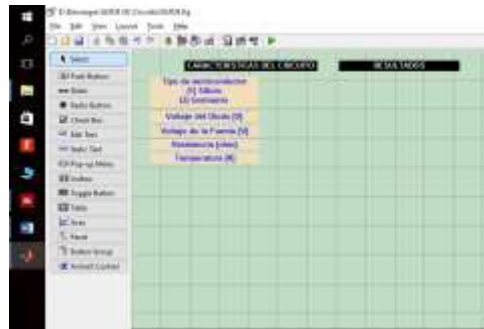 File Edit View Layout Tools Help
Select
Push Button
Slider
Radio Button
Check Box
Edit Text
Static Text
Pop-up Menu
Listbox
Toggle Button
Table
Axes
Panel
Button Group
ActiveX Control
CARACTERISTICAS DEL CIRCUITO
RESULTADOS
Tipo de semiconductor
[1] Silicio
[2] Germanio
Voltaje del Diodo [V]
Voltaje de la Fuente [V]
Resistencia [ohm]
Temperatura [K]